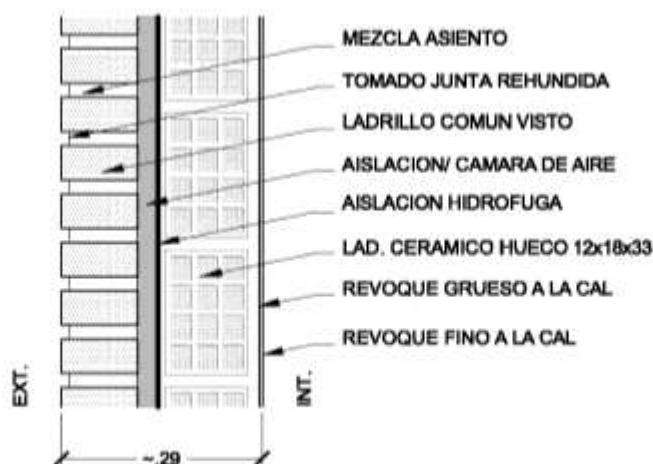 MEZCLA ASIENTO
TOMADO JUNTA REHUNDIDA
LADRILLO COMUN VISTO
AISLACION/ CAMARA DE AIRE
AISLACION HIDROFUGA
LAD. CERAMICO HUECO 12x18x33
REVOQUE GRUESO A LA CAL
REVOQUE FINO A LA CAL
EXT.
INT.
~.29